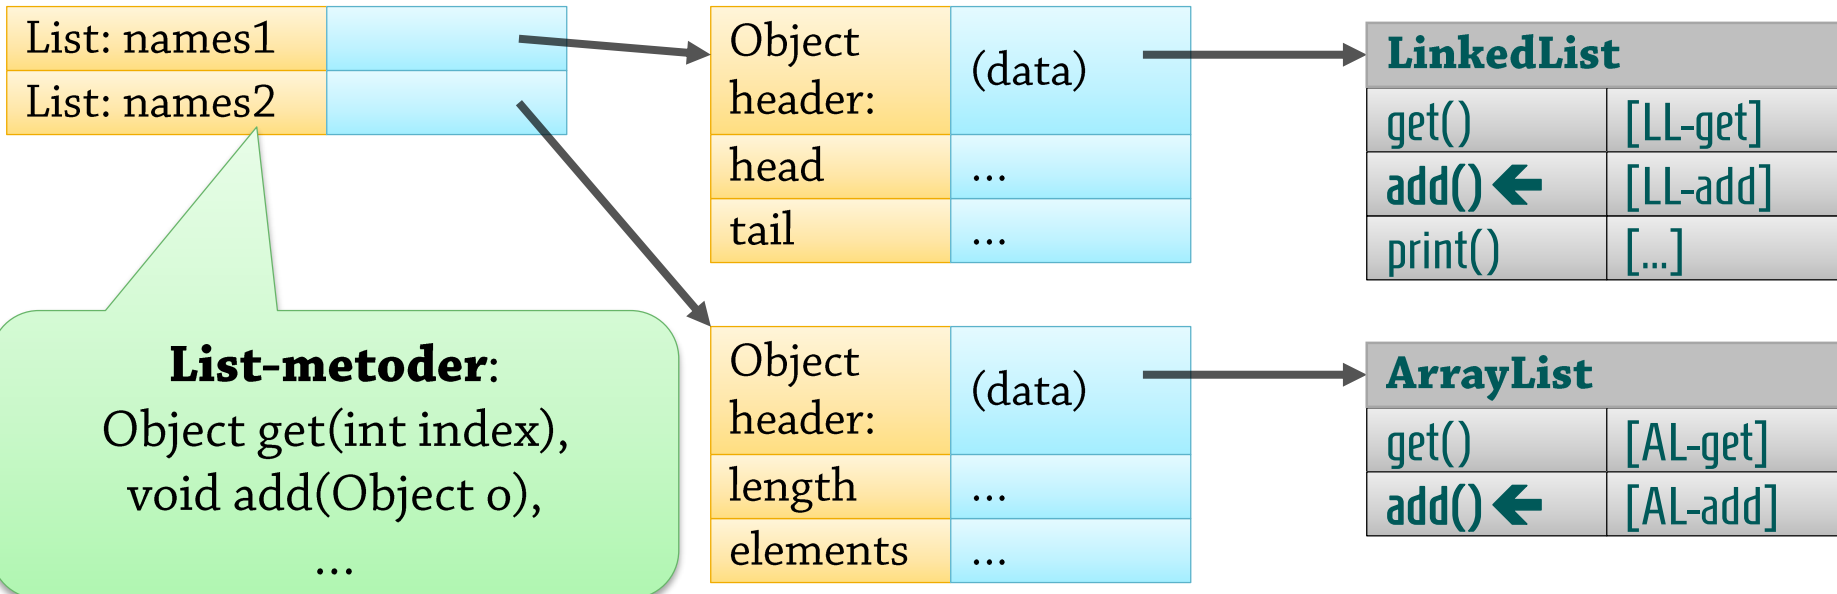 List: names1
List: names2
List-metoder:
Object get(int index),
void add(Object o),
...
Object
header:
(data)
head
...
tail
...
Object
header:
(data)
length
...
elements
...
LinkedList
get()
[LL-get]
add()
[LL-add]
print()
[...]
ArrayList
get()
[AL-get]
add()
[AL-add]